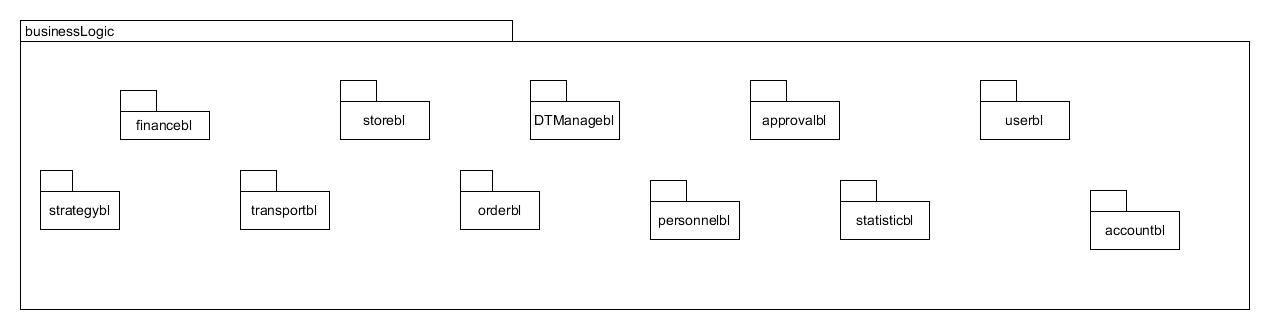 businessLogic
financebl
storebl
DTManagebl
approvalbl
userbl
strategybl
transportbl
orderbl
personnelbl
statisticbl
accountbl